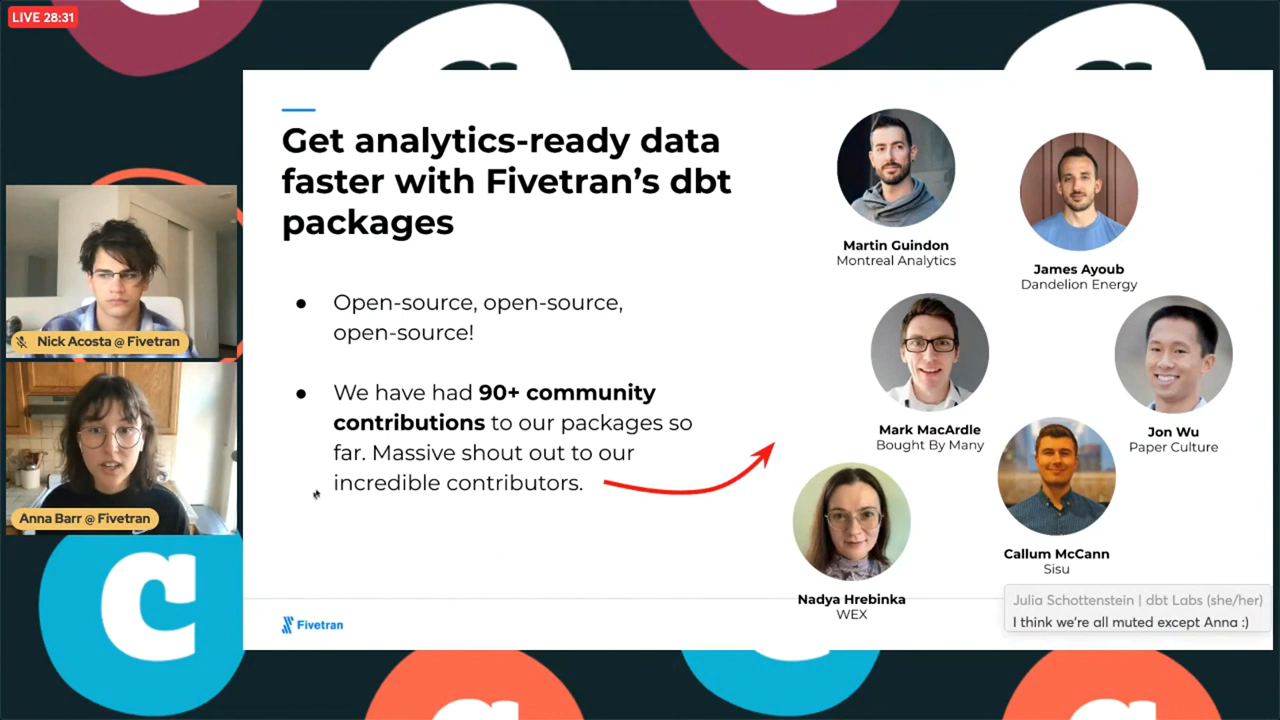 LIVE 28:31
Nick Acosta @ Fivetran
Anna Barr @ Fivetran
Get analytics-ready data
faster with Fivetran’s dbt
packages
● Open-source, open-source,
open-source!
● We have had 90+ community
contributions to our packages so
far. Massive shout out to our
incredible contributors.
Martin Guindon
Montreal Analytics
James Ayoub
Dandelion Energy
Mark MacArdle
Bought By Many
Jon Wu
Paper Culture
Callum McCann
Sisu
Nadya Hrebinka
WEX
Julia Schottenstein | dbt Labs (she/her)
I think we're all muted except Anna :)
Fivetran